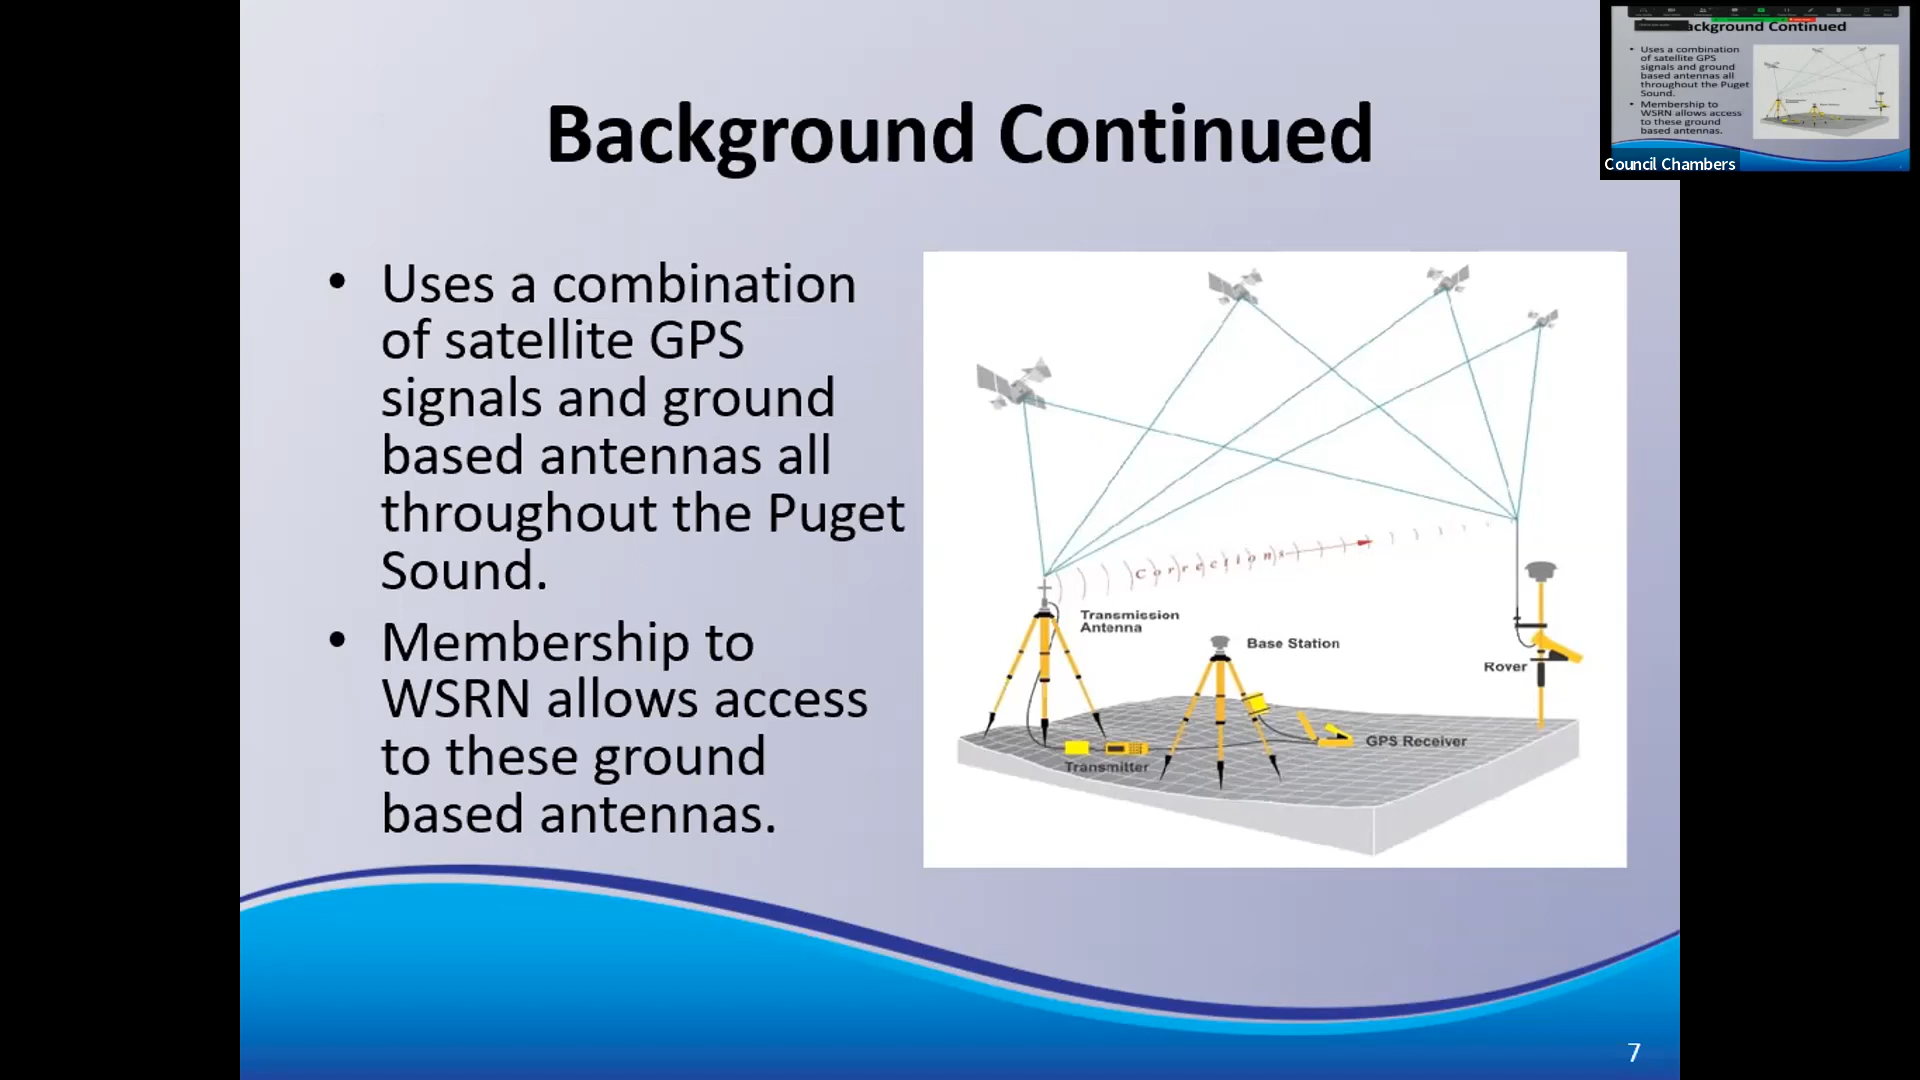 Background Continued
• Uses a combination
of satellite GPS
signals and ground
based antennas all
throughout the Puget
Sound.
• Membership to
WSRN allows access
to these ground
based antennas.
Corrections
Transmission
Antenna
Base Station
Rover
GPS Receiver
Transmitter
7
ackground Continued
• Uses a combination
of satellite GPS
signals and ground
based antennas all
throughout the Puget
Sound.
• Membership to
WSRN allows access
to these ground
based antennas.
Council Chambers